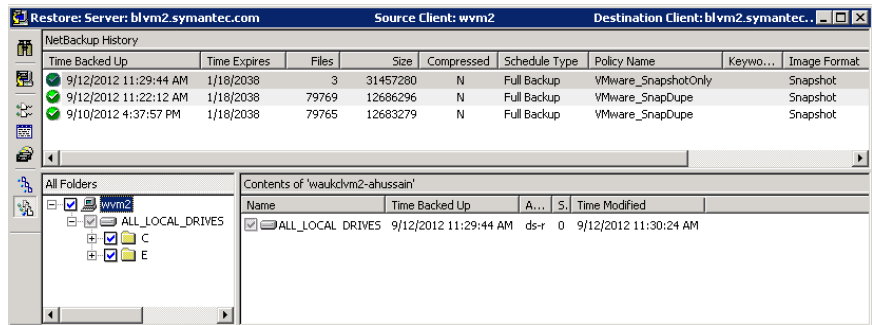 Restore: Server: blvm2.symantec.com Source Client: wvm2 Destination Client: blvm2.symantec. .
NetBackup History
Time Backed Up Time Expires Files Size Compressed Schedule Type Policy Name Keywo... Image Format
9/12/2012 11:29:44 AM 1/18/2038 3 31457280 N Full Backup VMware_SnapshotOnly Snapshot
9/12/2012 11:22:12 AM 1/18/2038 79769 12686296 N Full Backup VMware_SnapDupe Snapshot
9/10/2012 4:37:57 PM 1/18/2038 79765 12683279 N Full Backup VMware_SnapDupe Snapshot
All Folders Contents of 'waukclvm2-ahussain'
Name Time Backed Up A... S. Time Modified
wvm2
ALL_LOCAL_DRIVES ALL_LOCAL DRIVES 9/12/2012 11:29:44 AM ds-r 0 9/12/2012 11:30:24 AM
C
E